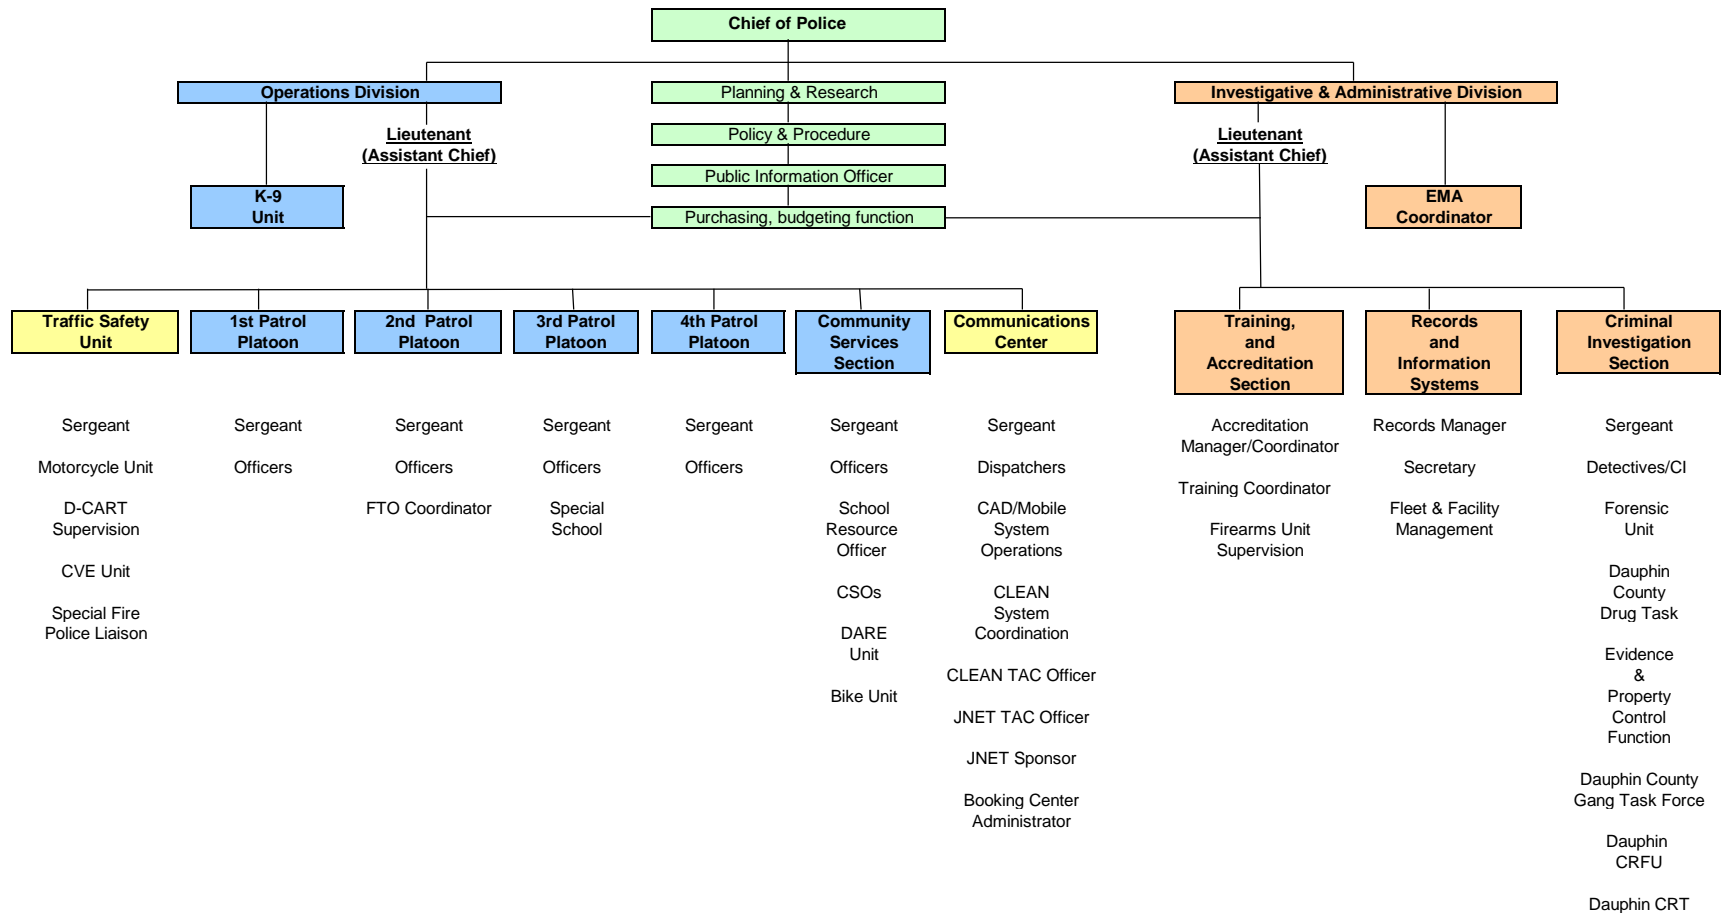 Chief of Police
Operations Division
Planning & Research
Investigative & Administrative Division
Lieutenant
(Assistant Chief)
Policy & Procedure
Lieutenant
(Assistant Chief)
Public Information Officer
K-9
Unit
Purchasing, budgeting function
EMA
Coordinator
Traffic Safety
Unit
1st Patrol
Platoon
2nd Patrol
Platoon
3rd Patrol
Platoon
4th Patrol
Platoon
Community
Services
Section
Communications
Center
Training,
and
Accreditation
Section
Records
and
Information
Systems
Criminal
Investigation
Section
Sergeant
Motorcycle Unit
D-CART
Supervision
CVE Unit
Special Fire
Police Liaison
Sergeant
Officers
Sergeant
Officers
FTO Coordinator
Sergeant
Officers
Special
School
Sergeant
Officers
Sergeant
Officers
School
Resource
Officer
CSOs
DARE
Unit
Bike Unit
Sergeant
Dispatchers
CAD/Mobile
System
Operations
CLEAN
System
Coordination
CLEAN TAC Officer
JNET TAC Officer
JNET Sponsor
Booking Center
Administrator
Accreditation
Manager/Coordinator
Training Coordinator
Firearms Unit
Supervision
Records Manager
Secretary
Fleet & Facility
Management
Sergeant
Detectives/CI
Forensic
Unit
Dauphin
County
Drug Task
Evidence
&
Property
Control
Function
Dauphin County
Gang Task Force
Dauphin
CRFU
Dauphin CRT